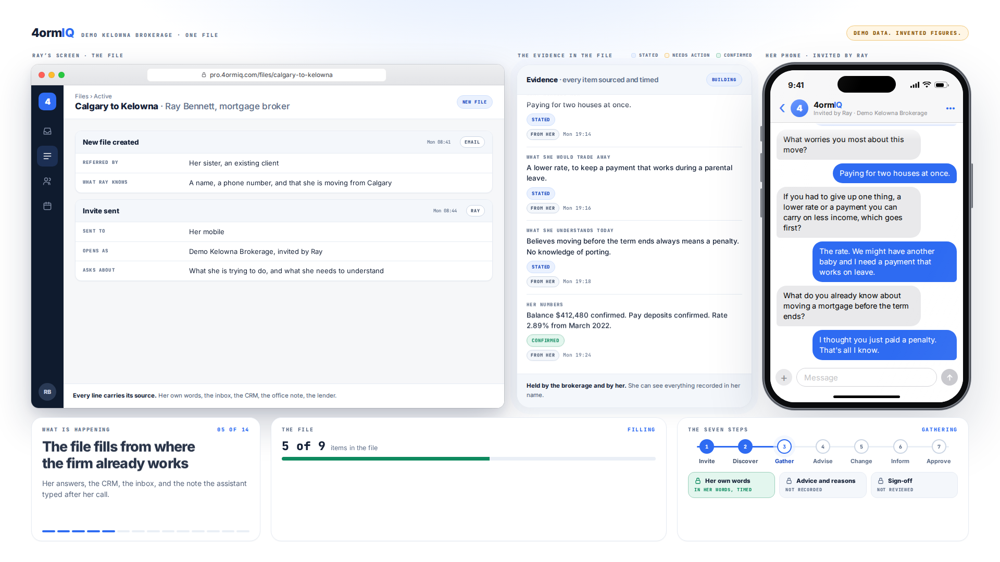 4ormIQ DEMO KELOWNA BROKERAGE · ONE FILE
DEMO DATA. INVENTED FIGURES.
RAY'S SCREEN · THE FILE
pro.4ormiq.com/files/calgary-to-kelowna
4
Files › Active
Calgary to Kelowna · Ray Bennett, mortgage broker
NEW FILE
New file created Mon 08:41 EMAIL
REFERRED BY Her sister, an existing client
WHAT RAY KNOWS A name, a phone number, and that she is moving from Calgary
Invite sent Mon 08:44 RAY
SENT TO Her mobile
OPENS AS Demo Kelowna Brokerage, invited by Ray
ASKS ABOUT What she is trying to do, and what she needs to understand
RB
Every line carries its source. Her own words, the inbox, the CRM, the office note, the lender.
THE EVIDENCE IN THE FILE STATED NEEDS ACTION CONFIRMED
Evidence · every item sourced and timed BUILDING
Paying for two houses at once.
STATED
FROM HER Mon 19:14
WHAT SHE WOULD TRADE AWAY
A lower rate, to keep a payment that works during a parental
leave.
STATED
FROM HER Mon 19:16
WHAT SHE UNDERSTANDS TODAY
Believes moving before the term ends always means a penalty.
No knowledge of porting.
STATED
FROM HER Mon 19:18
HER NUMBERS
Balance $412,480 confirmed. Pay deposits confirmed. Rate
2.89% from March 2022.
CONFIRMED
FROM HER Mon 19:24
Held by the brokerage and by her. She can see everything recorded in her
name.
HER PHONE · INVITED BY RAY
9:41
4 4ormIQ
Invited by Ray · Demo Kelowna Brokerage
What worries you most about this
move?
Paying for two houses at once.
If you had to give up one thing, a
lower rate or a payment you can
carry on less income, which goes
first?
The rate. We might have another
baby and I need a payment that
works on leave.
What do you already know about
moving a mortgage before the term
ends?
I thought you just paid a penalty.
That's all I know.
+ Message
WHAT IS HAPPENING 05 OF 14
The file fills from where
the firm already works
Her answers, the CRM, the inbox, and the note the assistant
typed after her call.
THE FILE FILLING
5 of 9 items in the file
THE SEVEN STEPS GATHERING
1 2 3 4 5 6 7
Invite Discover Gather Advise Change Inform Approve
Her own words
IN HER WORDS, TIMED
Advice and reasons
NOT RECORDED
Sign-off
NOT REVIEWED